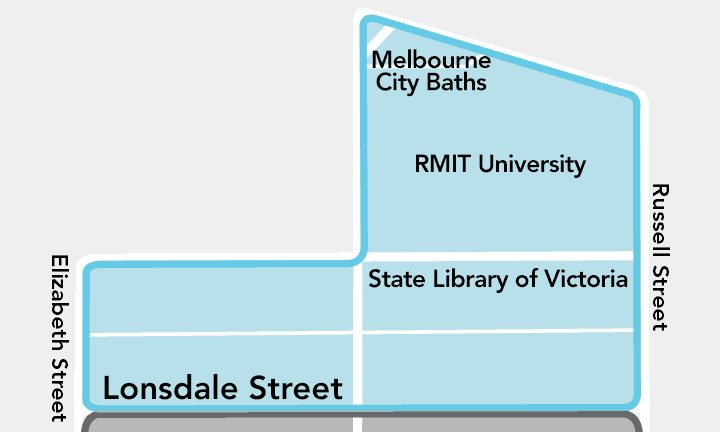 Melbourne
City Baths
RMIT University
Russell Street
Elizabeth Street
State Library of Victoria
Lonsdale Street